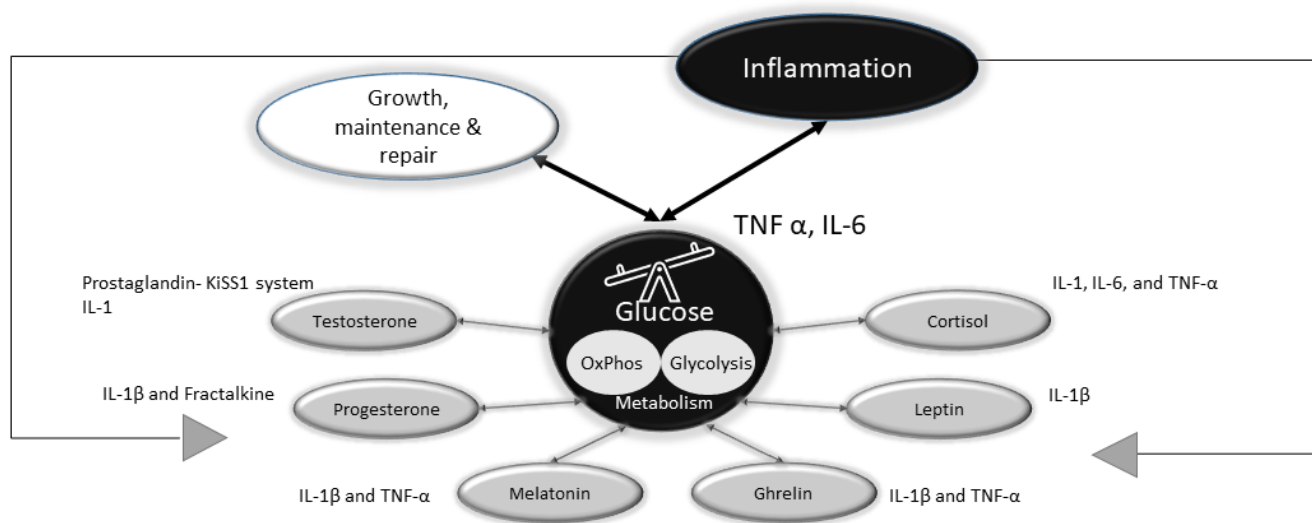 Inflammation
Growth,
maintenance &
repair
TNF α, IL-6
Prostaglandin- KiSS1 system
IL-1
Testosterone
Glucose
OxPhos
Glycolysis
Metabolism
IL-1, IL-6, and TNF-α
Cortisol
IL-1β and Fractalkine
Progesterone
Leptin
IL-1β
IL-1β and TNF-α
Melatonin
Ghrelin
IL-1β and TNF-α